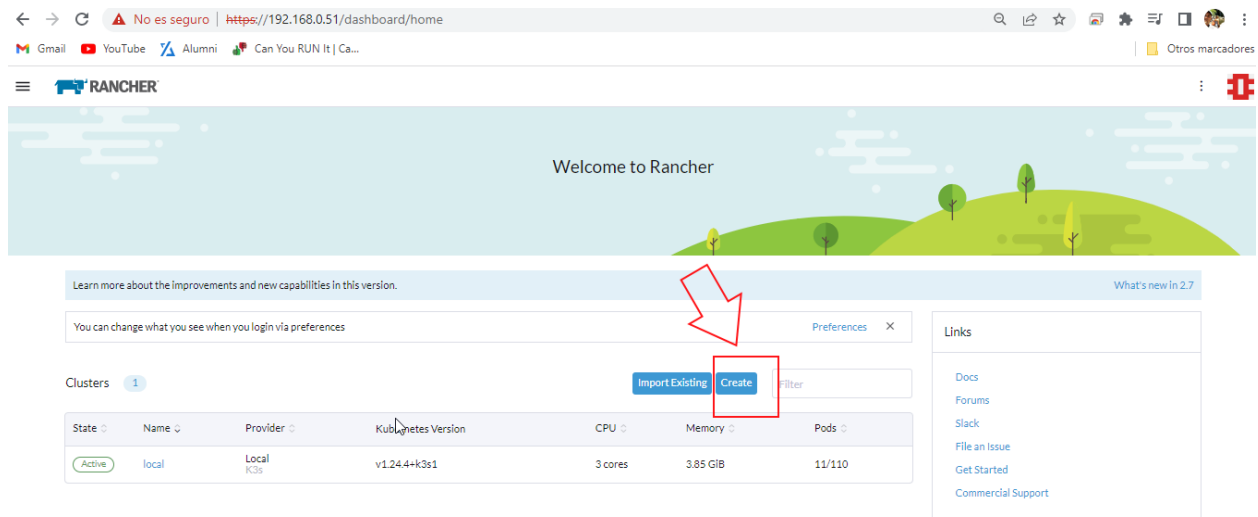 No es seguro | https://192.168.0.51/dashboard/home
Gmail YouTube Alumni Can You RUN It | Ca... Otros marcadores
RANCHER
Welcome to Rancher
Learn more about the improvements and new capabilities in this version. What's new in 2.7
You can change what you see when you login via preferences Preferences
Links
Clusters 1 Import Existing Create Filter
Docs
Forums
Slack
File an Issue
Get Started
Commercial Support
State Name Provider Kubernetes Version CPU Memory Pods
Active local Local v1.24.4+k3s1 3 cores 3.85 GiB 11/110
K3s